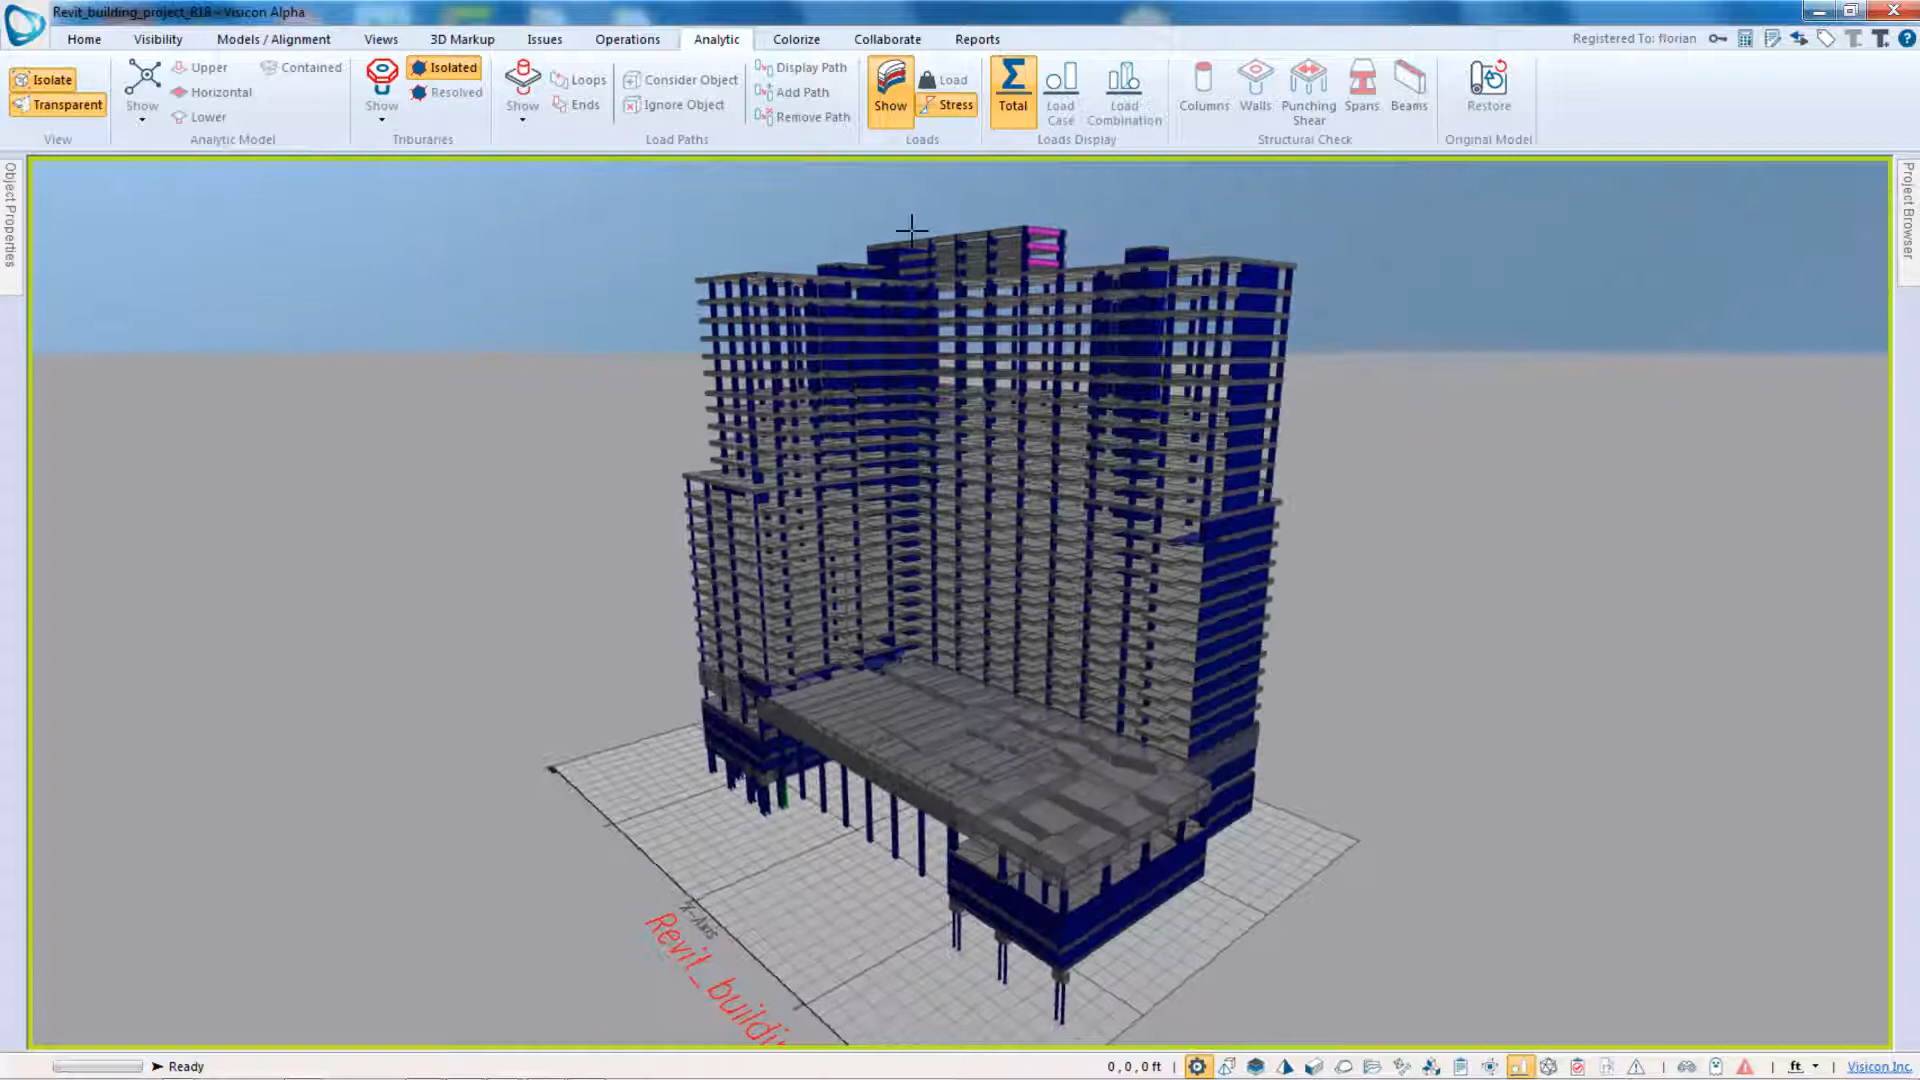 Revit_building_project_818 - Visicon Alpha
Home Visibility Models / Alignment Views 3D Markup Issues Operations Analytic Colorize Collaborate Reports
Registered To: florian
Isolate
Transparent
View
Show
Upper
Horizontal
Lower
Contained
Analytic Model
Show
Isolated
Resolved
Tribunaries
Show
Loops
Ends
Consider Object
Ignore Object
Display Path
Add Path
Remove Path
Load Paths
Show
Load
Stress
Loads
Total
Load Case
Load Combination
Loads Display
Columns
Walls
Punching Shear
Spans
Beams
Structural Check
Restore
Original Model
Object Properties
Project Browser
X-Axis
Revit_buildi
Ready
0 , 0 , 0 ft
ft
Visicon Inc.